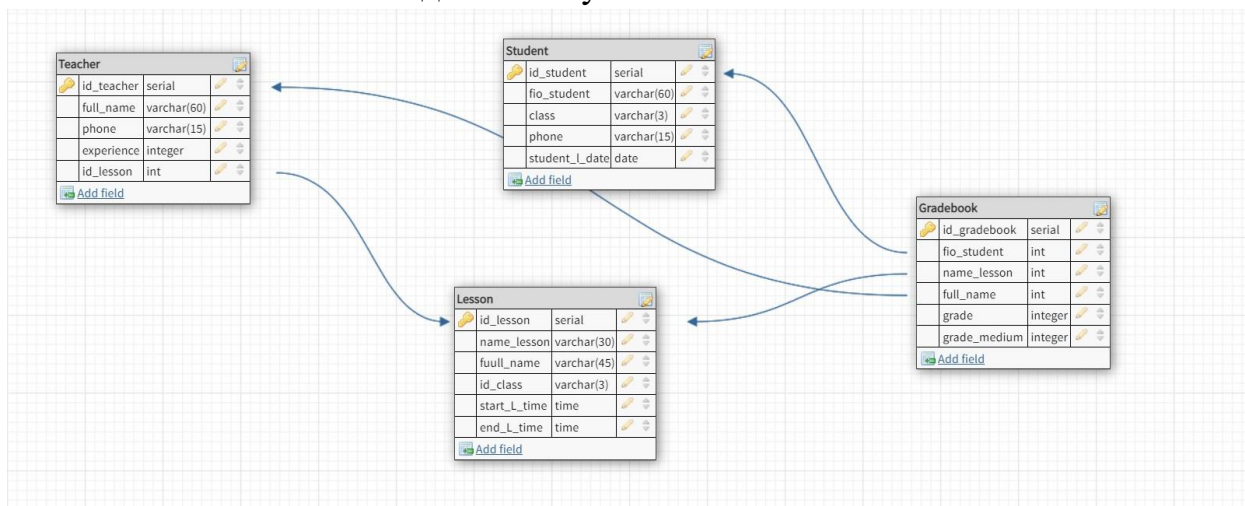 Teacher
id_teacher serial
full_name varchar(60)
phone varchar(15)
experience integer
id_lesson int
Add field
Student
id_student serial
fio_student varchar(60)
class varchar(3)
phone varchar(15)
student_l_date date
Add field
Gradebook
id_gradebook serial
fio_student int
name_lesson int
full_name int
grade integer
grade_medium integer
Add field
Lesson
id_lesson serial
name_lesson varchar(30)
fuull_name varchar(45)
id_class varchar(3)
start_L_time time
end_L_time time
Add field